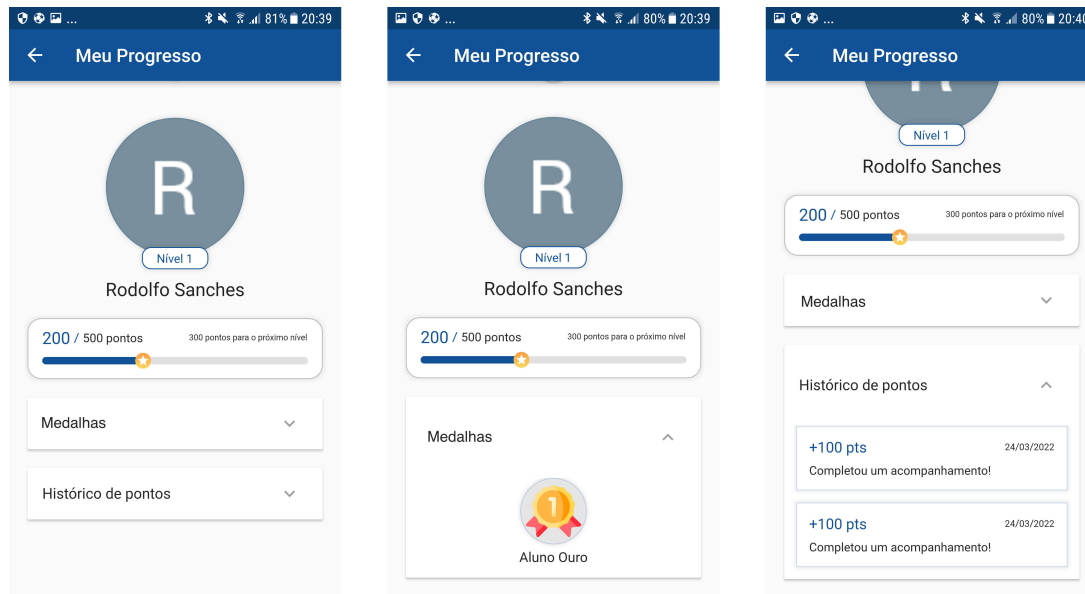 ... 81% 20:39
Meu Progresso
R
Nível 1
Rodolfo Sanches
200 / 500 pontos 300 pontos para o próximo nível
Medalhas
Histórico de pontos
... 80% 20:39
Meu Progresso
R
Nível 1
Rodolfo Sanches
200 / 500 pontos 300 pontos para o próximo nível
Medalhas
1
Aluno Ouro
... 80% 20:40
Meu Progresso
Nível 1
Rodolfo Sanches
200 / 500 pontos 300 pontos para o próximo nível
Medalhas
Histórico de pontos
+100 pts 24/03/2022
Completou um acompanhamento!
+100 pts 24/03/2022
Completou um acompanhamento!